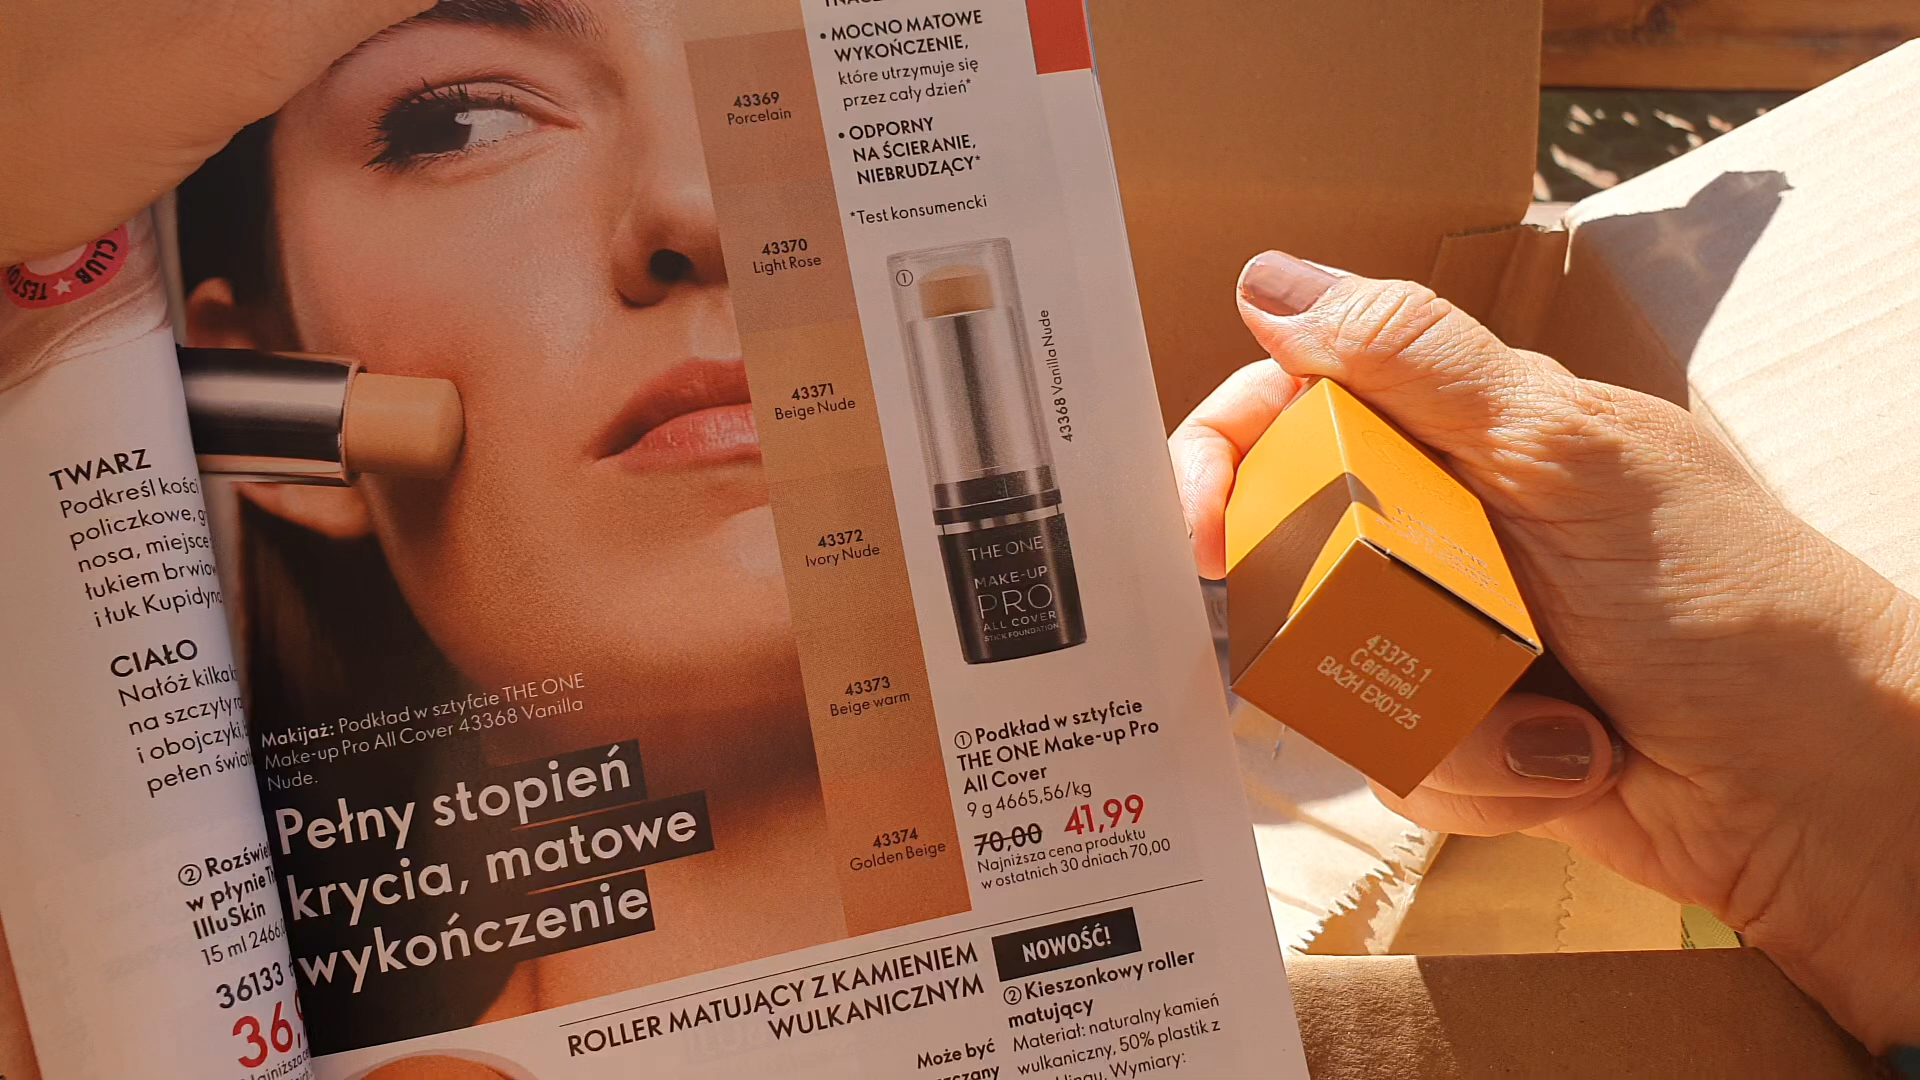 CLUB ★ TESTO
TWARZ
Podkreśl kości
policzkowe,
nosa, miejsce
łukiem brwio
i łuk Kupidyn
CIAŁO
Nałóż kilka
na szczyty
i obojczyki,
pełen świa
② Rozświe
w płynie
IlluSkin
15 ml 2466,
36133
36,
Makijaż: Podkład w sztyfcie THE ONE
Make-up Pro All Cover 43368 Vanilla
Nude.
Pełny stopień
krycia, matowe
wykończenie
43369
Porcelain
43370
Light Rose
43371
Beige Nude
43372
Ivory Nude
43373
Beige warm
43374
Golden Beige
• MOCNO MATOWE
WYKOŃCZENIE,
które utrzymuje się
przez cały dzień*
• ODPORNY
NA ŚCIERANIE,
NIEBRUDZĄCY*
*Test konsumencki
①
43368 Vanilla Nude
THE ONE
MAKE-UP
PRO
ALL COVER
STICK FOUNDATION
① Podkład w sztyfcie
THE ONE Make-up Pro
All Cover
9 g 4665,56/kg
70,00 41,99
Najniższa cena produktu
w ostatnich 30 dniach 70,00
ROLLER MATUJĄCY Z KAMIENIEM
WULKANICZNYM
NOWOŚĆ!
② Kieszonkowy roller
matujący
Materiał: naturalny kamień
wulkaniczny, 50% plastik z
Wymiary:
Może być
43375.1
Caramel
BAZH EX0125